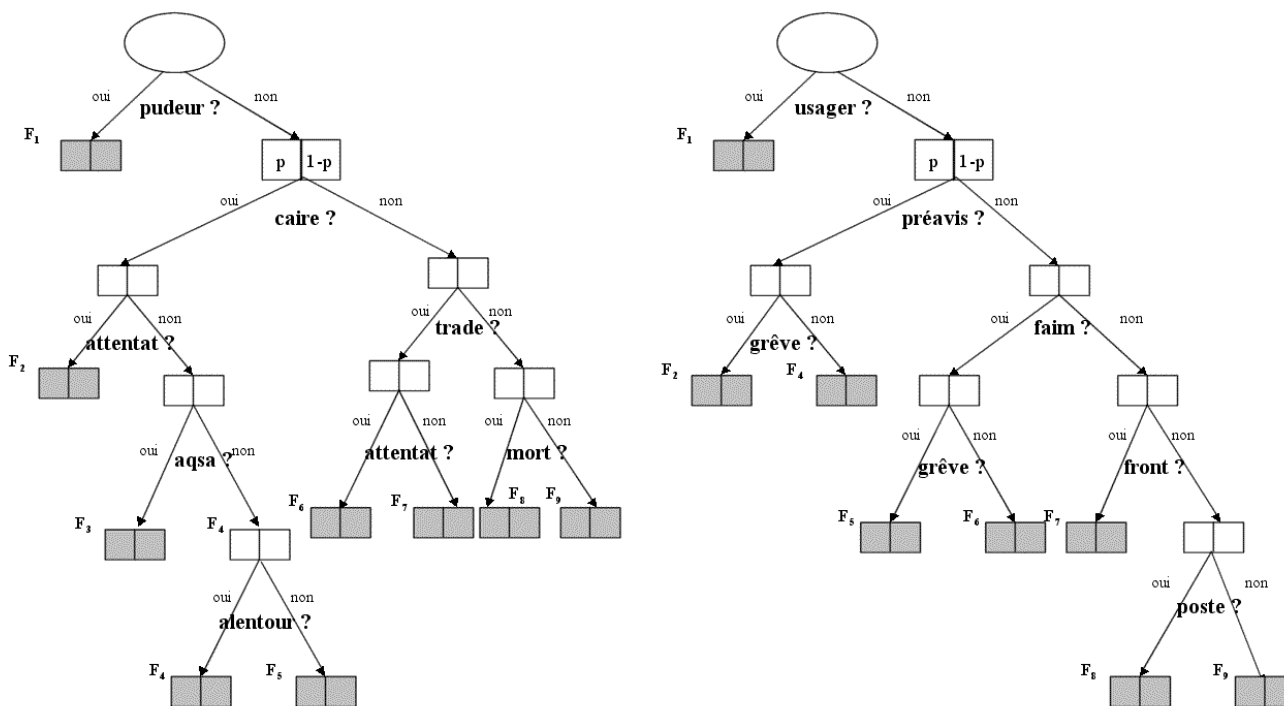 oui
pudeur ?
non
F1
p
1-p
oui
caire ?
non
oui
attentat ?
non
F2
oui
trade ?
non
oui
aqsa ?
non
F3
F4
oui
attentat ?
non
F6
F7
oui
mort ?
F8
F9
oui
alentour ?
non
F4
F5
oui
usager ?
non
F1
p
1-p
oui
préavis ?
non
oui
grêve ?
non
F2
F4
oui
faim ?
non
oui
grêve ?
non
F5
F6
oui
front ?
non
F7
oui
poste ?
non
F8
F9